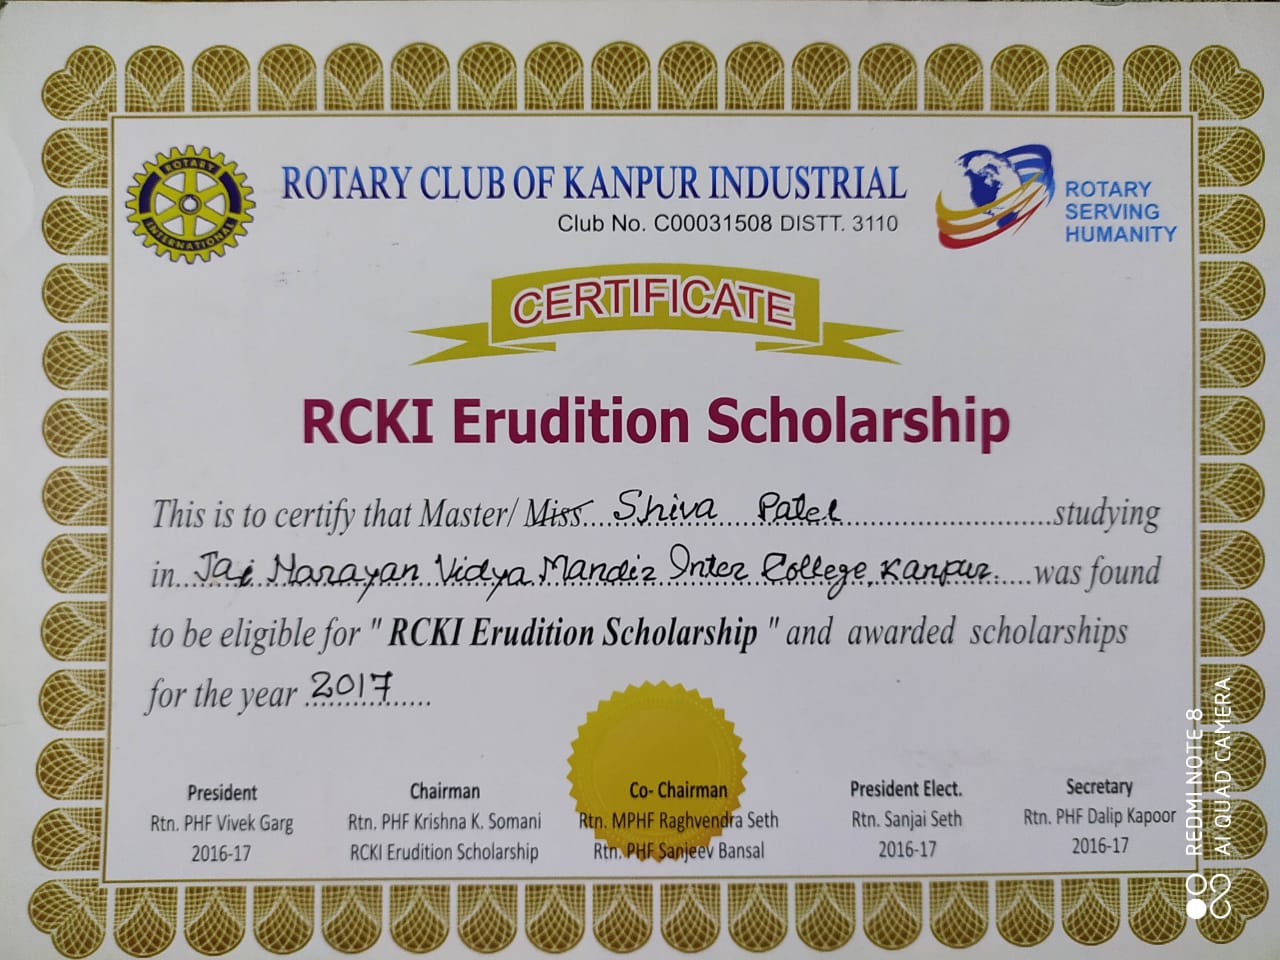 ROTARY
INTERNATIONAL
ROTARY CLUB OF KANPUR INDUSTRIAL
Club No. C00031508 DISTT. 3110
ROTARY
SERVING
HUMANITY
CERTIFICATE
RCKI Erudition Scholarship
This is to certify that Master/ Miss.... Shiva Patel ..............................studying
in... Jai Narayan Vidya Mandir Inter College, Kanpur. ....was found
to be eligible for " RCKI Erudition Scholarship " and awarded scholarships
for the year 2017
President Chairman Co- Chairman President Elect. Secretary
Rtn. PHF Vivek Garg Rtn. PHF Krishna K. Somani Rtn. MPHF Raghvendra Seth Rtn. Sanjai Seth Rtn. PHF Dalip Kapoor
2016-17 RCKI Erudition Scholarship Rtn. PHF Sanjeev Bansal 2016-17 2016-17
REDMI NOTE 8
AI QUAD CAMERA